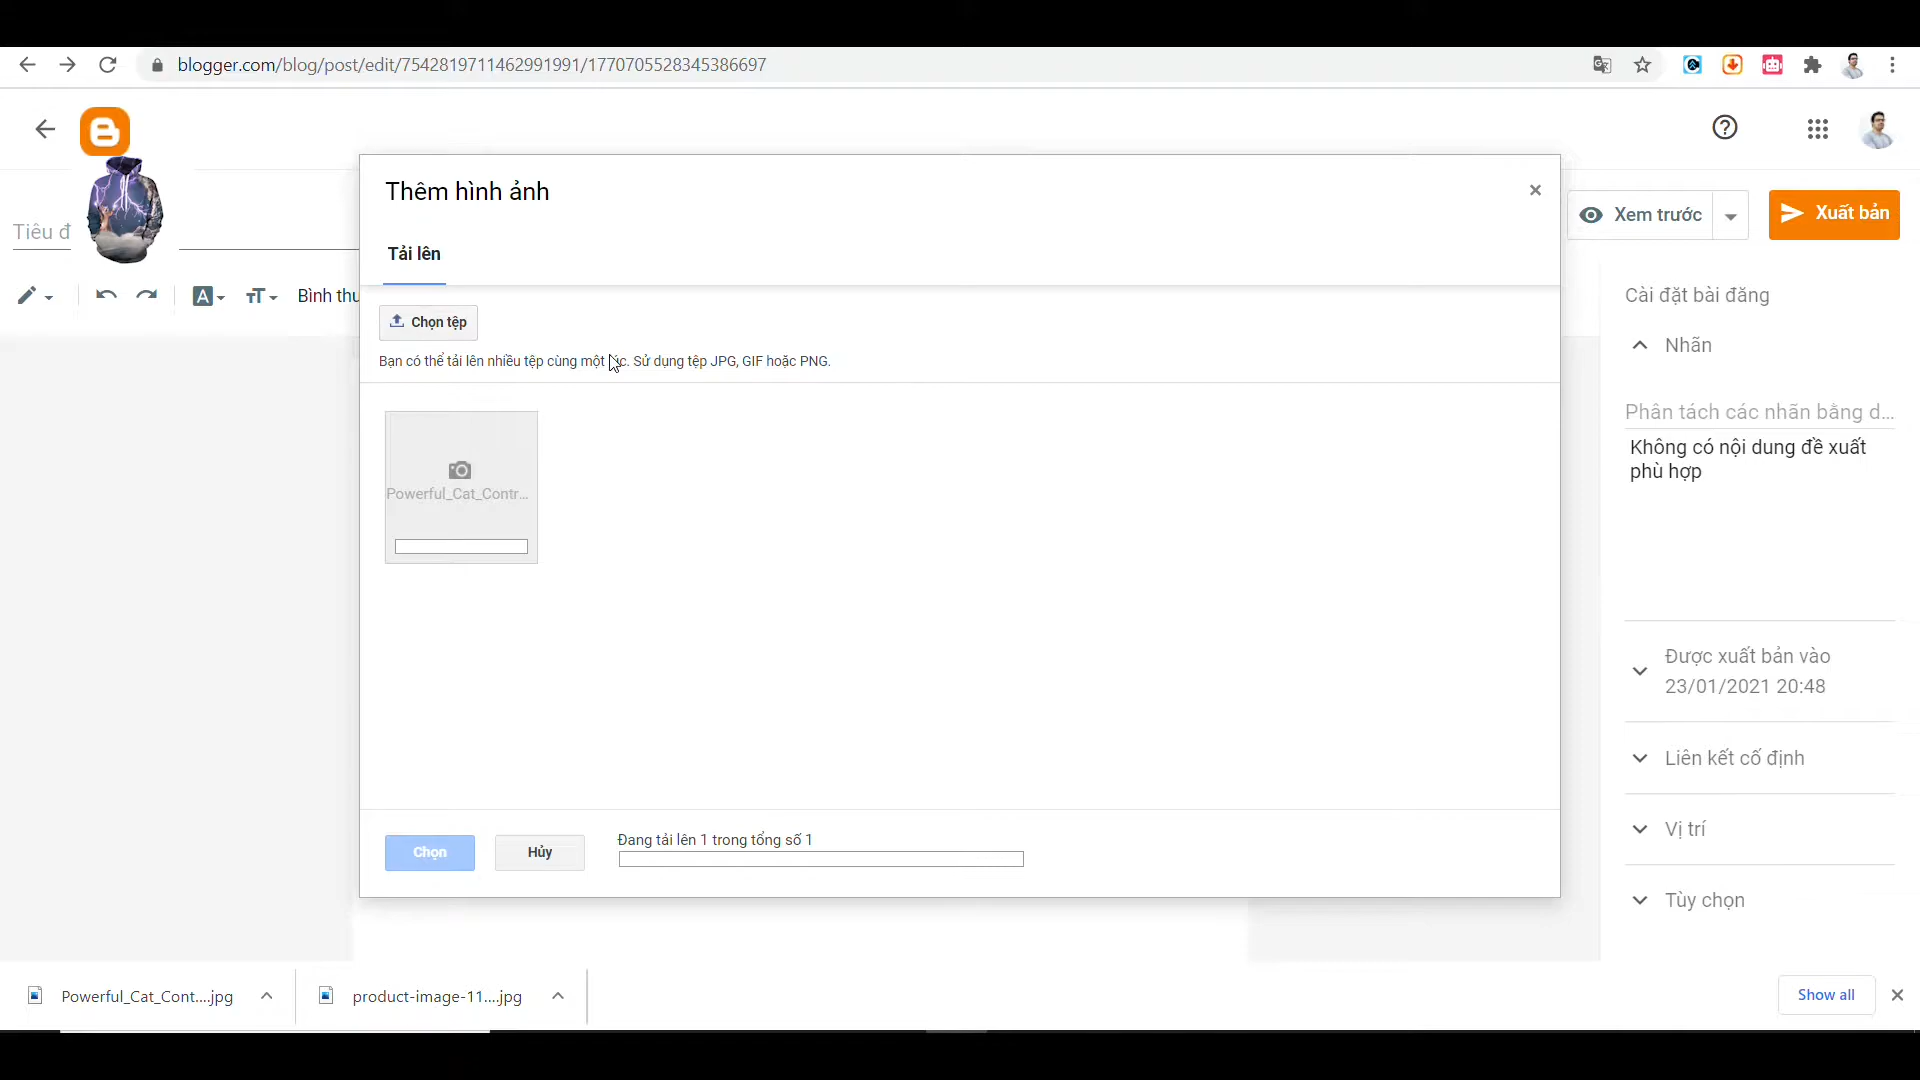 blogger.com/blog/post/edit/7542819711462991991/1770705528345386697
Thêm hình ảnh
Tiêu đ
Xem trước
Xuất bản
Tải lên
Bình thu
Chọn tệp
Bạn có thể tải lên nhiều tệp cùng một lúc. Sử dụng tệp JPG, GIF hoặc PNG.
Powerful_Cat_Contr...
Cài đặt bài đăng
Nhãn
Phân tách các nhãn bằng d...
Không có nội dung đề xuất
phù hợp
Được xuất bản vào
23/01/2021 20:48
Liên kết cố định
Vị trí
Tùy chọn
Chọn
Hủy
Đang tải lên 1 trong tổng số 1
Powerful_Cat_Cont....jpg
product-image-11....jpg
Show all